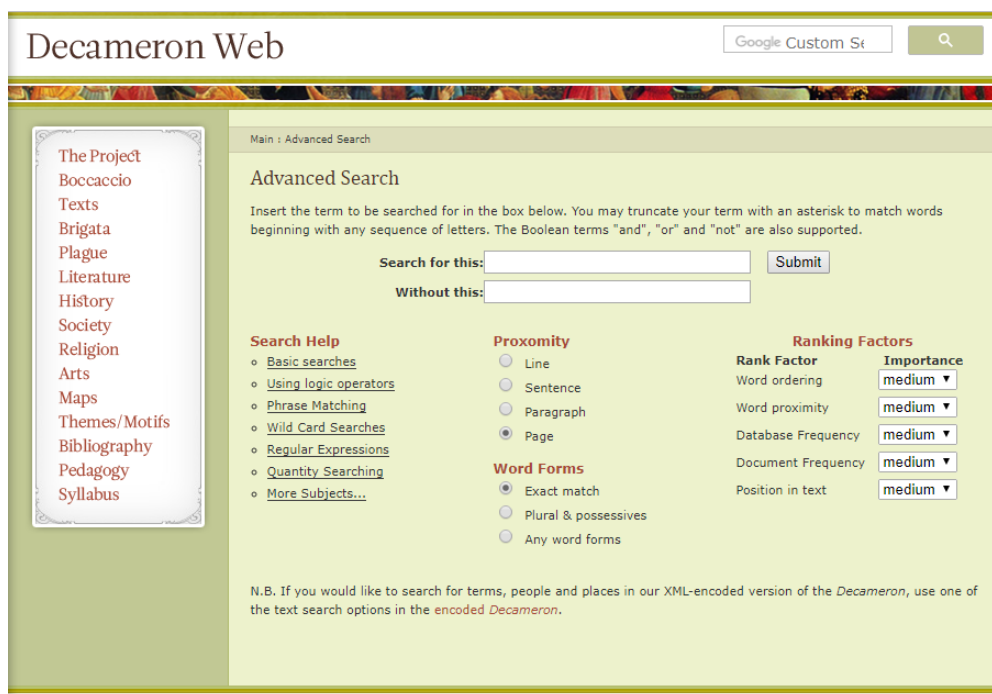 Decameron Web
Google Custom Se
Main : Advanced Search
The Project
Boccaccio
Texts
Brigata
Plague
Literature
History
Society
Religion
Arts
Maps
Themes/Motifs
Bibliography
Pedagogy
Syllabus
Advanced Search
Insert the term to be searched for in the box below. You may truncate your term with an asterisk to match words
beginning with any sequence of letters. The Boolean terms "and", "or" and "not" are also supported.
Search for this: Submit
Without this:
Search Help
Basic searches
Using logic operators
Phrase Matching
Wild Card Searches
Regular Expressions
Quantity Searching
More Subjects...
Proxomity
Line
Sentence
Paragraph
Page
Word Forms
Exact match
Plural & possessives
Any word forms
Ranking Factors
Rank Factor Importance
Word ordering medium
Word proximity medium
Database Frequency medium
Document Frequency medium
Position in text medium
N.B. If you would like to search for terms, people and places in our XML-encoded version of the Decameron, use one of
the text search options in the encoded Decameron.